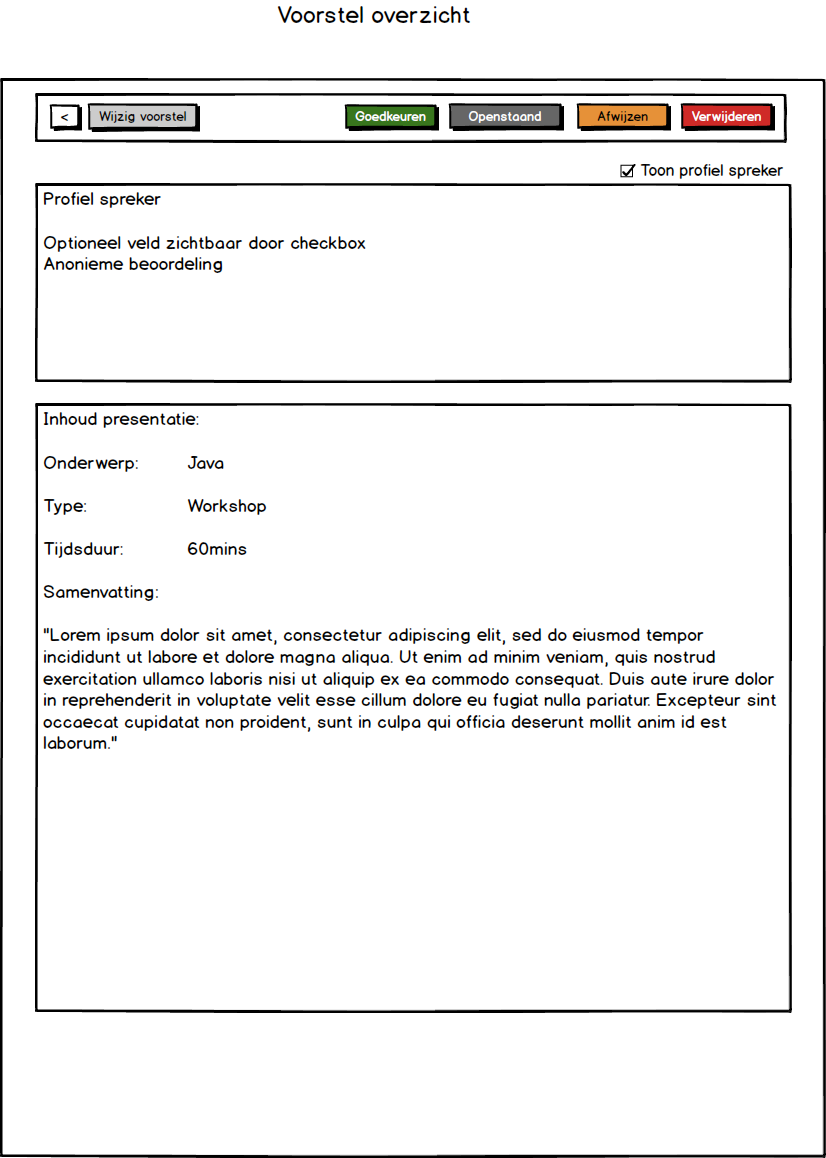 Voorstel overzicht
< Wijzig voorstel Goedkeuren Openstaand Afwijzen Verwijderen
Toon profiel spreker
Profiel spreker
Optioneel veld zichtbaar door checkbox
Anonieme beoordeling
Inhoud presentatie:
Onderwerp: Java
Type: Workshop
Tijdsduur: 60mins
Samenvatting:
"Lorem ipsum dolor sit amet, consectetur adipiscing elit, sed do eiusmod tempor
incididunt ut labore et dolore magna aliqua. Ut enim ad minim veniam, quis nostrud
exercitation ullamco laboris nisi ut aliquip ex ea commodo consequat. Duis aute irure dolor
in reprehenderit in voluptate velit esse cillum dolore eu fugiat nulla pariatur. Excepteur sint
occaecat cupidatat non proident, sunt in culpa qui officia deserunt mollit anim id est
laborum."